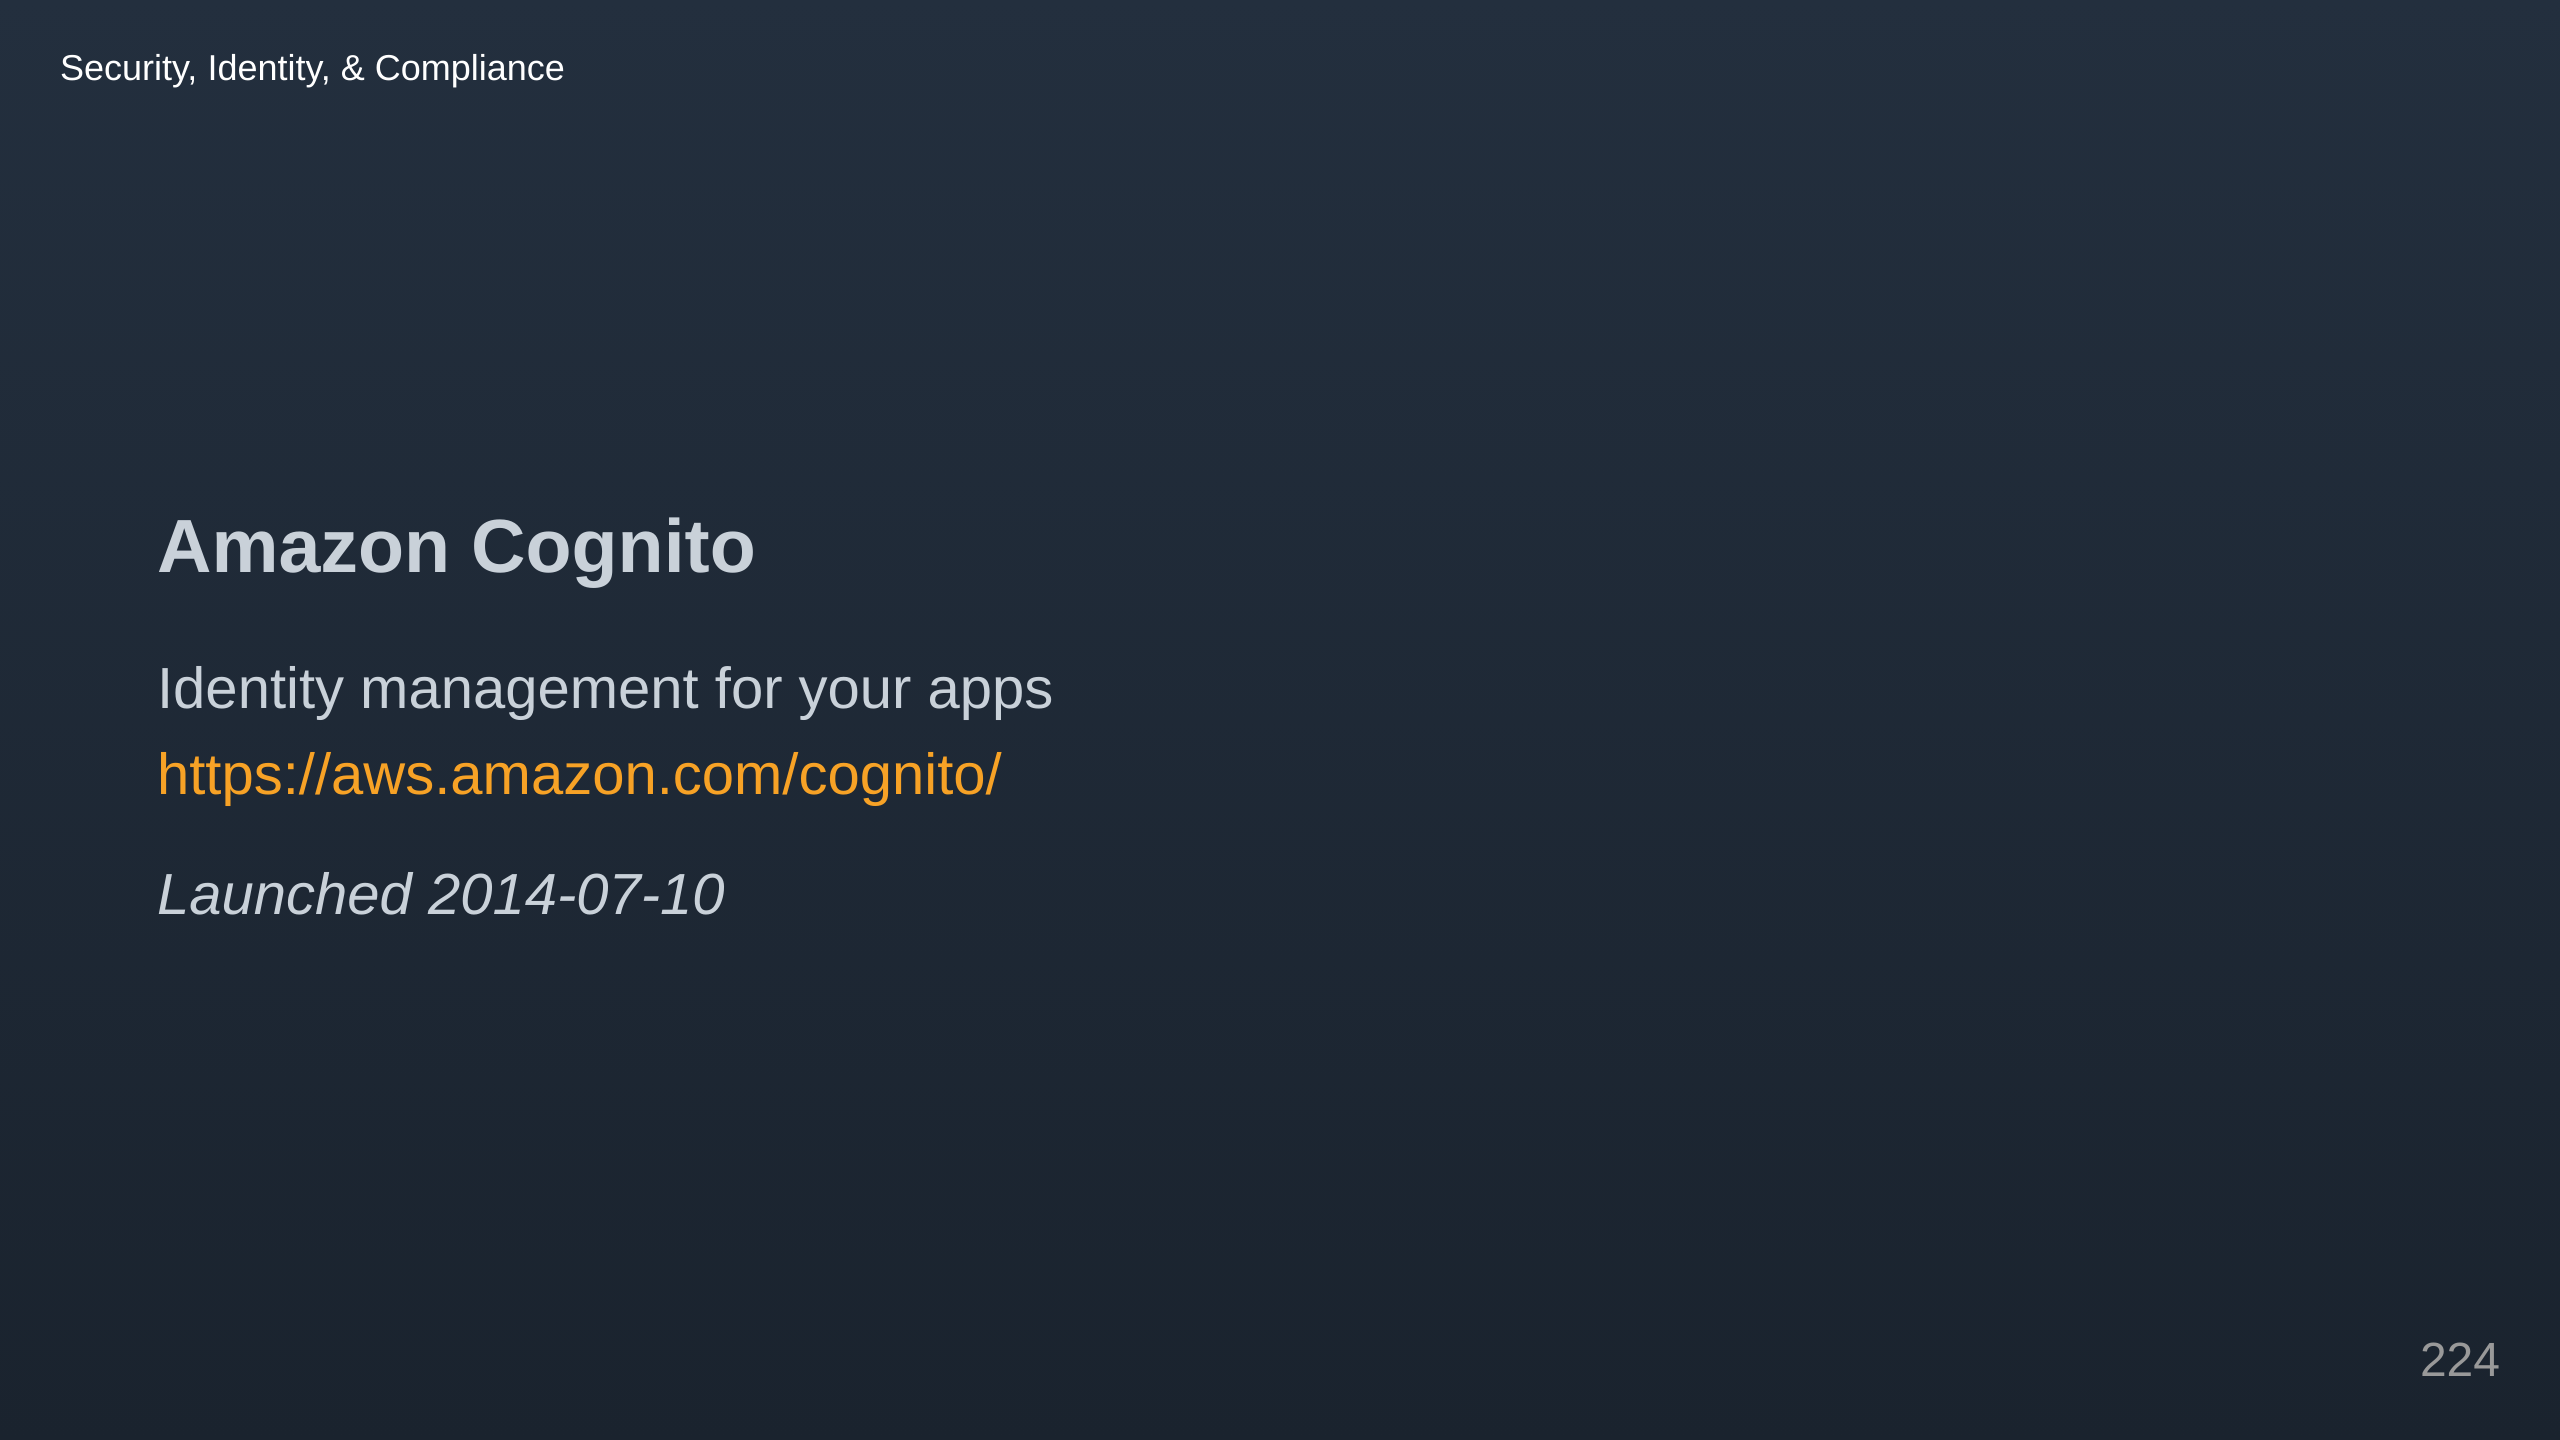 Security, Identity, & Compliance
Amazon Cognito
Identity management for your apps
https://aws.amazon.com/cognito/
Launched 2014-07-10
224